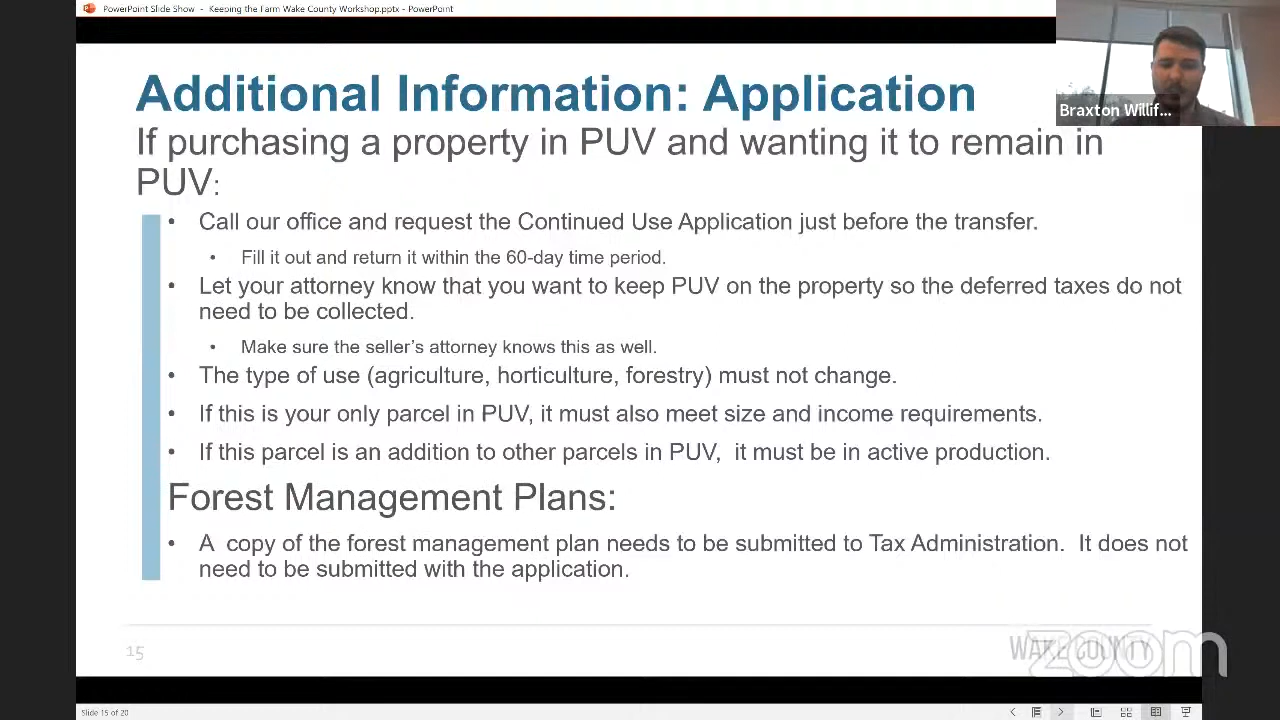 PowerPoint Slide Show - Keeping the Farm Wake County Workshop.pptx - PowerPoint
Braxton Willif...
Additional Information: Application
If purchasing a property in PUV and wanting it to remain in
PUV:
• Call our office and request the Continued Use Application just before the transfer.
• Fill it out and return it within the 60-day time period.
• Let your attorney know that you want to keep PUV on the property so the deferred taxes do not
need to be collected.
• Make sure the seller's attorney knows this as well.
• The type of use (agriculture, horticulture, forestry) must not change.
• If this is your only parcel in PUV, it must also meet size and income requirements.
• If this parcel is an addition to other parcels in PUV, it must be in active production.
Forest Management Plans:
• A copy of the forest management plan needs to be submitted to Tax Administration. It does not
need to be submitted with the application.
15
WAKE COUNTY
zoom
Slide 15 of 20